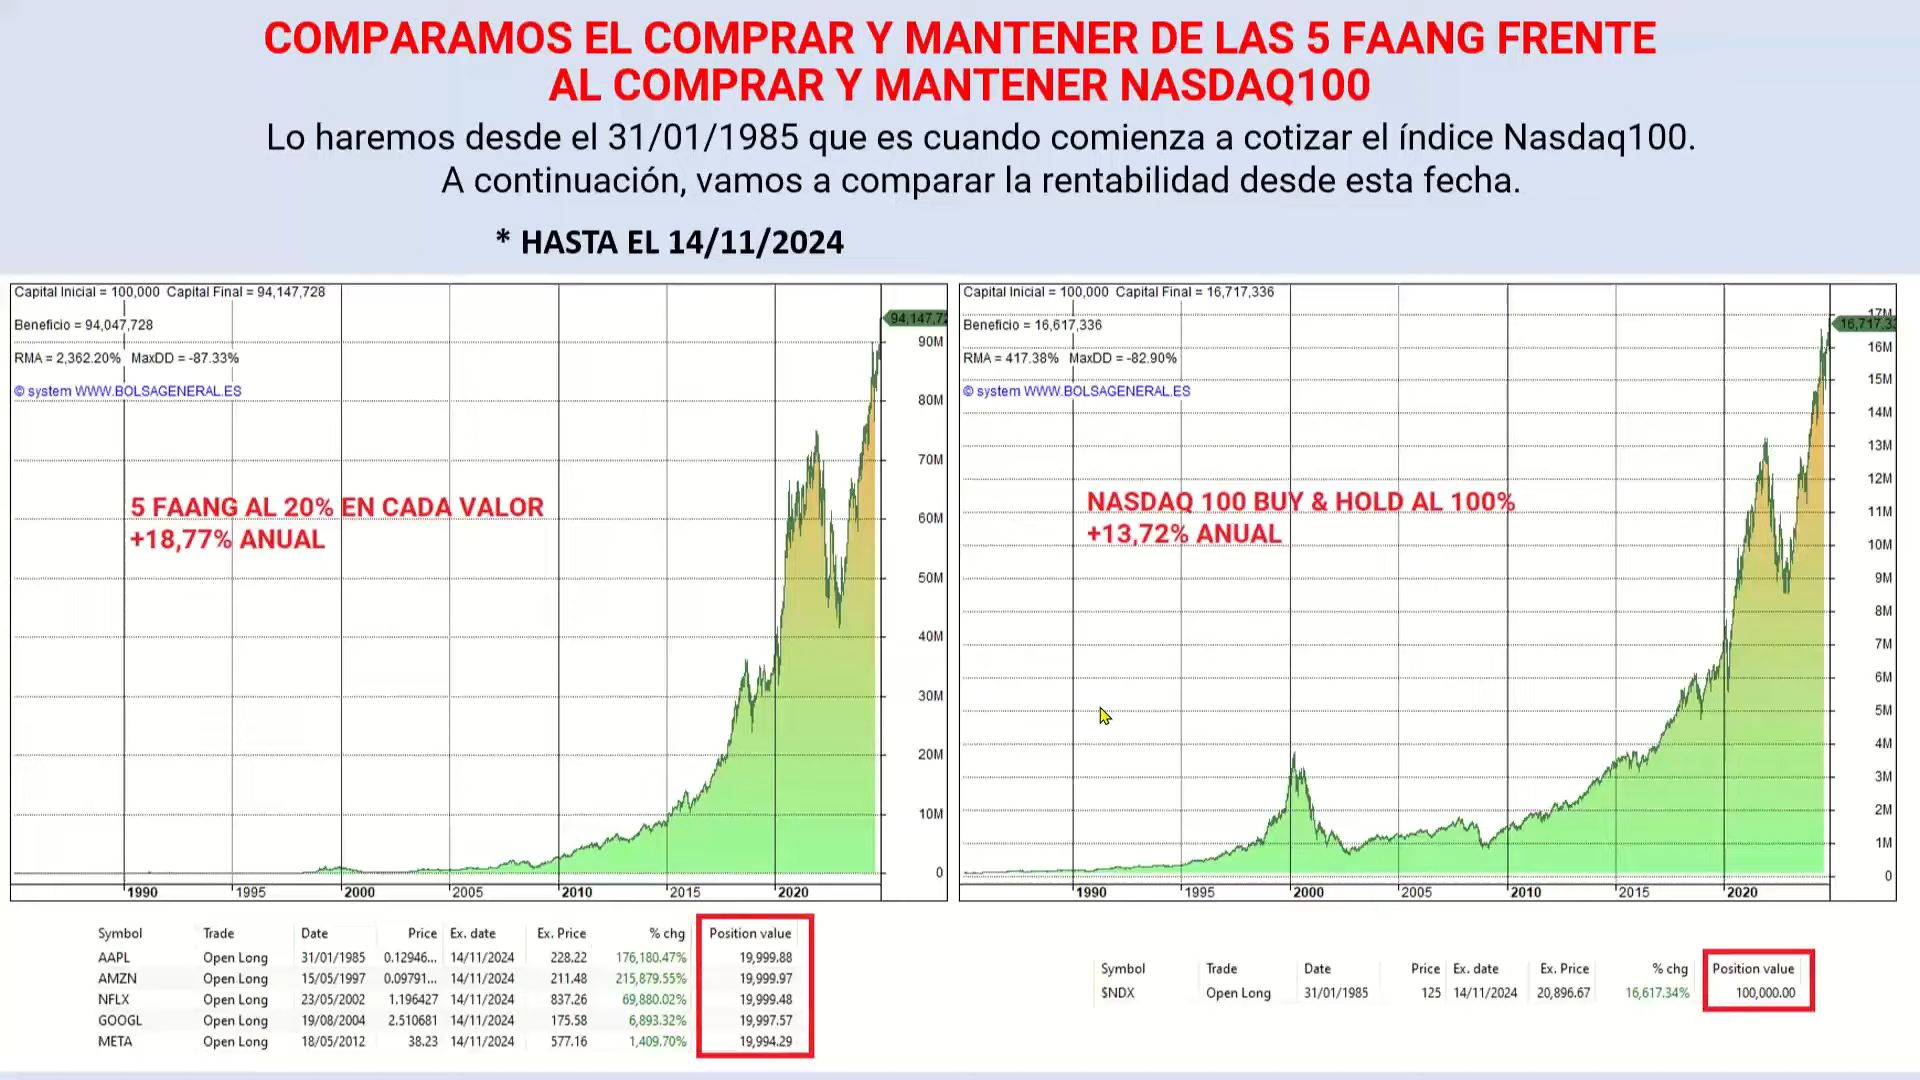 COMPARAMOS EL COMPRAR Y MANTENER DE LAS 5 FAANG FRENTE
AL COMPRAR Y MANTENER NASDAQ100
Lo haremos desde el 31/01/1985 que es cuando comienza a cotizar el índice Nasdaq100.
A continuación, vamos a comparar la rentabilidad desde esta fecha.
* HASTA EL 14/11/2024
Capital Inicial = 100,000 Capital Final = 94,147,728
Beneficio = 94,047,728
RMA = 2,362.20% MaxDD = -87.33%
© system WWW.BOLSAGENERAL.ES
5 FAANG AL 20% EN CADA VALOR
+18,77% ANUAL
94,147,72
90M
80M
70M
60M
50M
40M
30M
20M
10M
0
1990 1995 2000 2005 2010 2015 2020
Capital Inicial = 100,000 Capital Final = 16,717,336
Beneficio = 16,617,336
RMA = 417.38% MaxDD = -82.90%
© system WWW.BOLSAGENERAL.ES
NASDAQ 100 BUY & HOLD AL 100%
+13,72% ANUAL
17M
16,717,33
16M
15M
14M
13M
12M
11M
10M
9M
8M
7M
6M
5M
4M
3M
2M
1M
0
1990 1995 2000 2005 2010 2015 2020
Symbol Trade Date Price Ex. date Ex. Price % chg Position value
AAPL Open Long 31/01/1985 0.12946... 14/11/2024 228.22 176,180.47% 19,999.88
AMZN Open Long 15/05/1997 0.09791... 14/11/2024 211.48 215,879.55% 19,999.97
NFLX Open Long 23/05/2002 1.196427 14/11/2024 837.26 69,880.02% 19,999.48
GOOGL Open Long 19/08/2004 2.510681 14/11/2024 175.58 6,893.32% 19,997.57
META Open Long 18/05/2012 38.23 14/11/2024 577.16 1,409.70% 19,994.29
Symbol Trade Date Price Ex. date Ex. Price % chg Position value
$NDX Open Long 31/01/1985 125 14/11/2024 20,896.67 16,617.34% 100,000.00